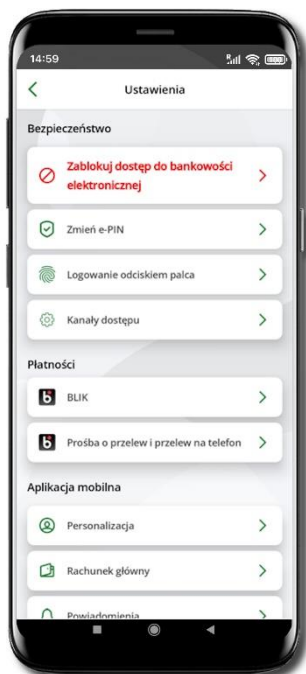 14:59
Ustawienia
Bezpieczeństwo
Zablokuj dostęp do bankowości
elektronicznej
Zmień e-PIN
Logowanie odciskiem palca
Kanały dostępu
Płatności
BLIK
Prośba o przelew i przelew na telefon
Aplikacja mobilna
Personalizacja
Rachunek główny
Powiadomienia